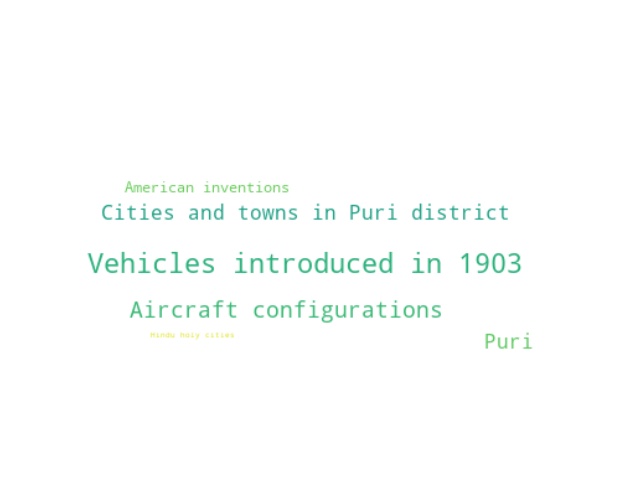 American inventions
Cities and towns in Puri district
Vehicles introduced in 1903
Aircraft configurations
Hindu holy cities
Puri